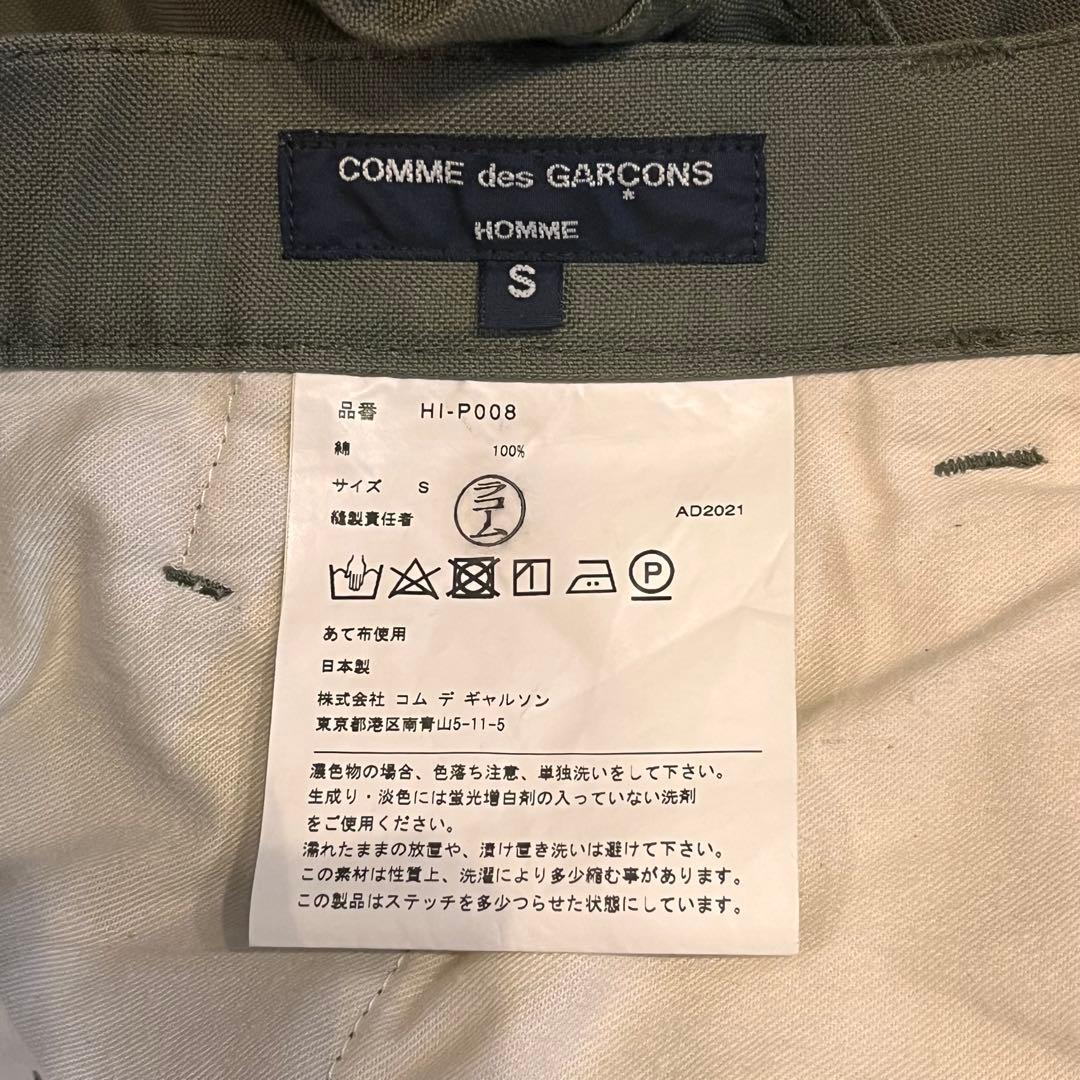 COMME des GARÇONS
*
HOMME
S
品番 HI-P008
綿 100%
サイズ S
縫製責任者 ラコーム AD2021
P
あて布使用
日本製
株式会社 コム デ ギャルソン
東京都港区南青山5-11-5
濃色物の場合、色落ち注意、単独洗いをして下さい。
生成り・淡色には蛍光増白剤の入っていない洗剤
をご使用ください。
濡れたままの放置や、漬け置き洗いは避けて下さい。
この素材は性質上、洗濯により多少縮む事があります。
この製品はステッチを多少つらせた状態にしています。